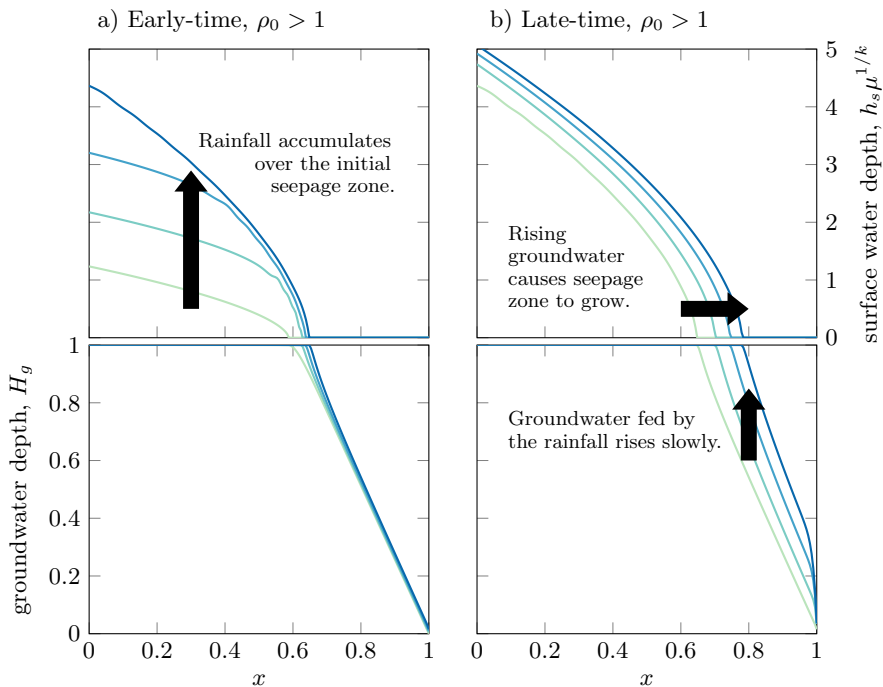 a) Early-time, ρ₀ > 1
b) Late-time, ρ₀ > 1
Rainfall accumulates
over the initial
seepage zone.
Rising
groundwater
causes seepage
zone to grow.
5
4
3
2
1
0
surface water depth, hₛμ^{1/k}
Groundwater fed by
the rainfall rises slowly.
1
0.8
0.6
0.4
0.2
0
groundwater depth, H_g
0 0.2 0.4 0.6 0.8 1
x
0 0.2 0.4 0.6 0.8 1
x